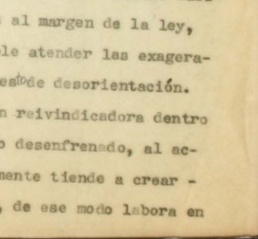 al margen de la ley,
atender las exagera-
de desorientación.
reivindicadora dentro
desenfrenado, al ac-
mente tiende a crear -
de ese modo labora en